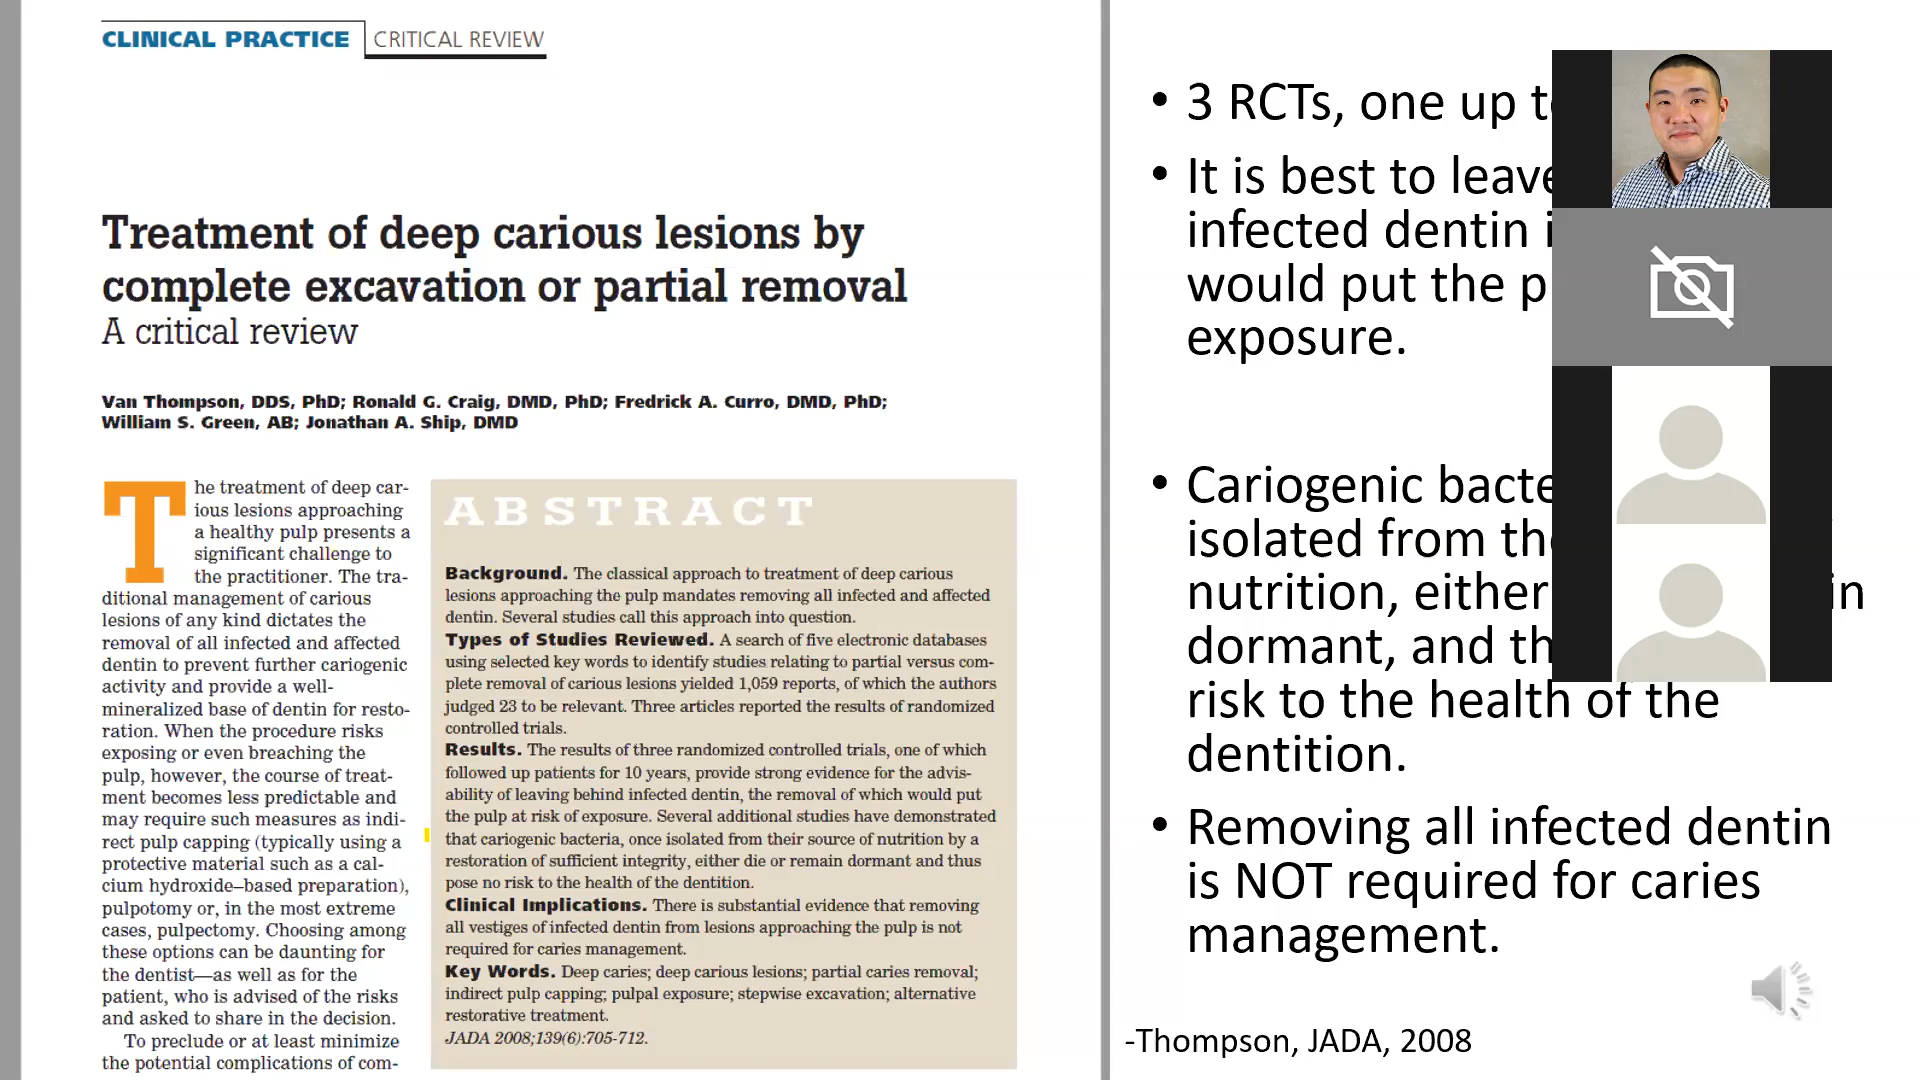 CLINICAL PRACTICE CRITICAL REVIEW
Treatment of deep carious lesions by
complete excavation or partial removal
A critical review
Van Thompson, DDS, PhD; Ronald G. Craig, DMD, PhD; Fredrick A. Curro, DMD, PhD;
William S. Green, AB; Jonathan A. Ship, DMD
The treatment of deep car-
ious lesions approaching
a healthy pulp presents a
significant challenge to
the practitioner. The tra-
ditional management of carious
lesions of any kind dictates the
removal of all infected and affected
dentin to prevent further cariogenic
activity and provide a well-
mineralized base of dentin for resto-
ration. When the procedure risks
exposing or even breaching the
pulp, however, the course of treat-
ment becomes less predictable and
may require such measures as indi-
rect pulp capping (typically using a
protective material such as a cal-
cium hydroxide–based preparation),
pulpotomy or, in the most extreme
cases, pulpectomy. Choosing among
these options can be daunting for
the dentist—as well as for the
patient, who is advised of the risks
and asked to share in the decision.
To preclude or at least minimize
the potential complications of com-
ABSTRACT
Background. The classical approach to treatment of deep carious
lesions approaching the pulp mandates removing all infected and affected
dentin. Several studies call this approach into question.
Types of Studies Reviewed. A search of five electronic databases
using selected key words to identify studies relating to partial versus com-
plete removal of carious lesions yielded 1,059 reports, of which the authors
judged 23 to be relevant. Three articles reported the results of randomized
controlled trials.
Results. The results of three randomized controlled trials, one of which
followed up patients for 10 years, provide strong evidence for the advis-
ability of leaving behind infected dentin, the removal of which would put
the pulp at risk of exposure. Several additional studies have demonstrated
that cariogenic bacteria, once isolated from their source of nutrition by a
restoration of sufficient integrity, either die or remain dormant and thus
pose no risk to the health of the dentition.
Clinical Implications. There is substantial evidence that removing
all vestiges of infected dentin from lesions approaching the pulp is not
required for caries management.
Key Words. Deep caries; deep carious lesions; partial caries removal;
indirect pulp capping; pulpal exposure; stepwise excavation; alternative
restorative treatment.
JADA 2008;139(6):705-712.
• 3 RCTs, one up
• It is best to leave
infected dentin
would put the
exposure.
• Cariogenic
isolated from
nutrition, either
dormant, and
risk to the health of the
dentition.
• Removing all infected dentin
is NOT required for caries
management.
-Thompson, JADA, 2008